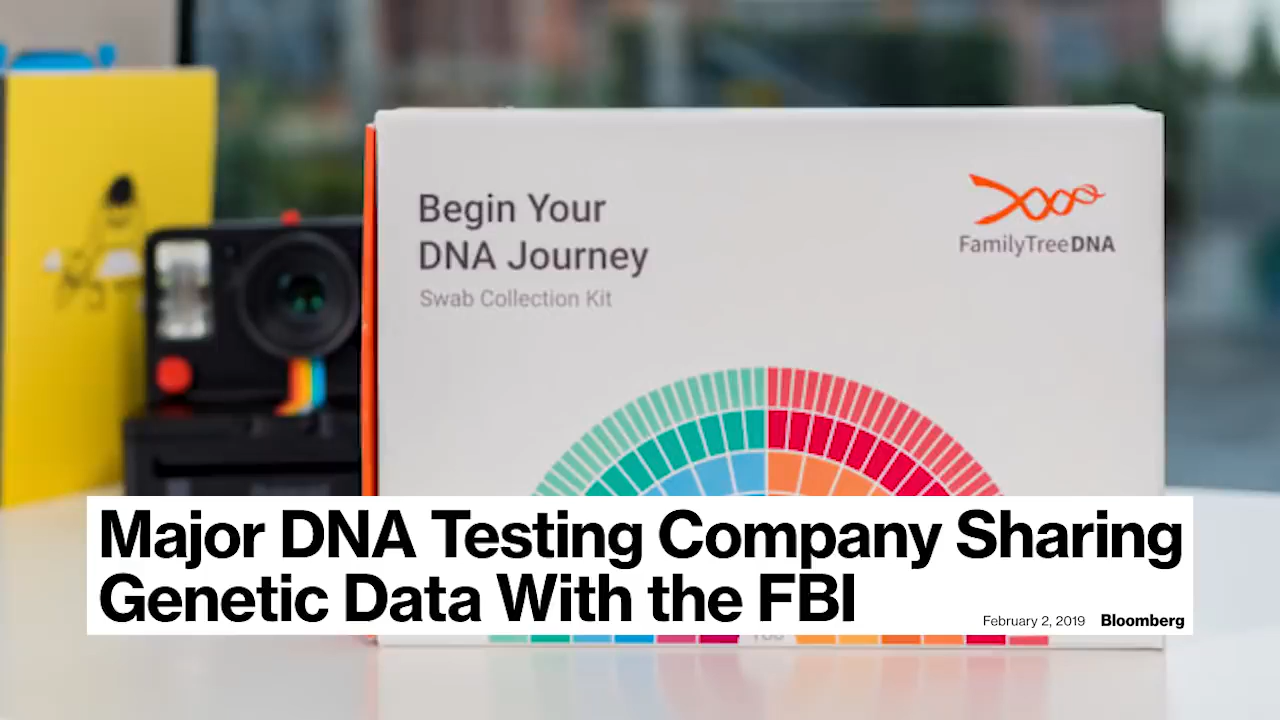 Begin Your
DNA Journey
Swab Collection Kit
FamilyTreeDNA
Major DNA Testing Company Sharing
Genetic Data With the FBI
February 2, 2019 Bloomberg